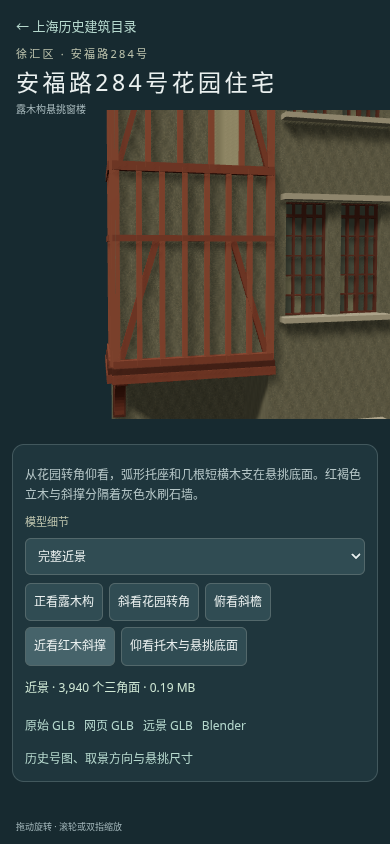 ← 上海历史建筑目录
徐汇区 · 安福路284号
安福路284号花园住宅
露木构悬挑窗楼
从花园转角仰看，弧形托座和几根短横木支在悬挑底面。红褐色
立木与斜撑分隔着灰色水刷石墙。
模型细节
完整近景
正看露木构 斜看花园转角 俯看斜檐
近看红木斜撑 仰看托木与悬挑底面
近景 · 3,940 个三角面 · 0.19 MB
原始 GLB 网页 GLB 远景 GLB Blender
历史号图、取景方向与悬挑尺寸
拖动旋转 · 滚轮或双指缩放